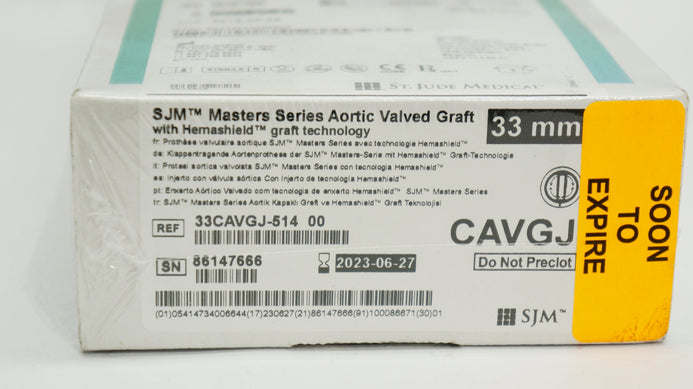 ST. JUDE MEDICAL
SJM™ Masters Series Aortic Valved Graft
with Hemashield™ graft technology
33 mm
fr: Prothèse valvulaire aortique SJM™ Masters Series avec technologie Hemashield™
de: Klappentragende Aortenprothese der SJM™ Masters-Serie mit Hemashield™ Graft-Technologie
it: Protesi aortica valvolata SJM™ Masters Series con tecnologia Hemashield™
es: Injerto con válvula aórtica Con Injerto de tecnología Hemashield™
pt: Enxerto Aórtico Valvado com tecnologia de enxerto Hemashield™ SJM™ Masters Series
tr: SJM™ Masters Series Aortik Kapaklı Graft ve Hemashield™ Graft Teknolojisi
REF 33CAVGJ-514 00
CAVGJ
SN 86147666
2023-06-27
Do Not Preclot
(01)05414734006644(17)230627(21)86147666(91)100086671(30)01
SJM™
SOON
TO
EXPIRE